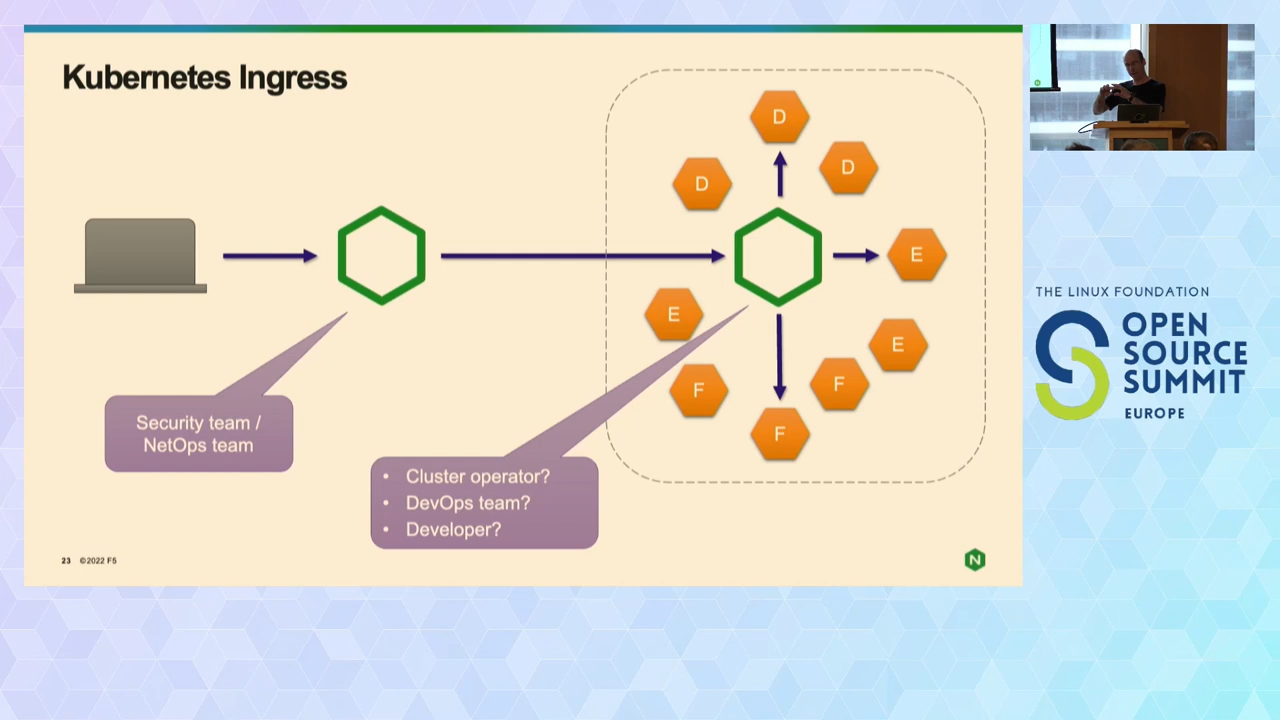 Kubernetes Ingress
D
D
D
E
E
E
F
F
F
Security team /
NetOps team
• Cluster operator?
• DevOps team?
• Developer?
23 ©2022 F5
N
THE LINUX FOUNDATION
OPEN
SOURCE
SUMMIT
EUROPE